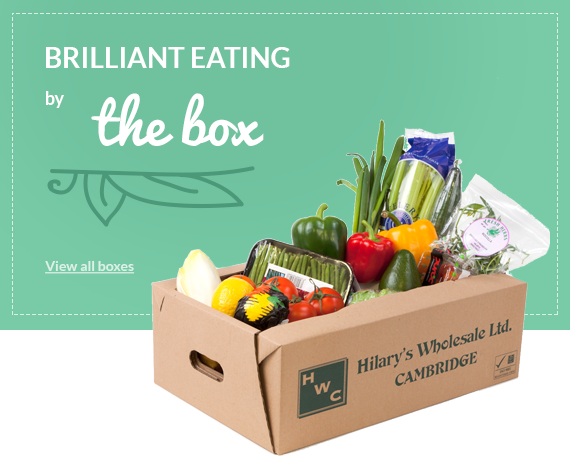 BRILLIANT EATING
by
the box
View all boxes
Hilary's Wholesale Ltd.
CAMBRIDGE
HWC